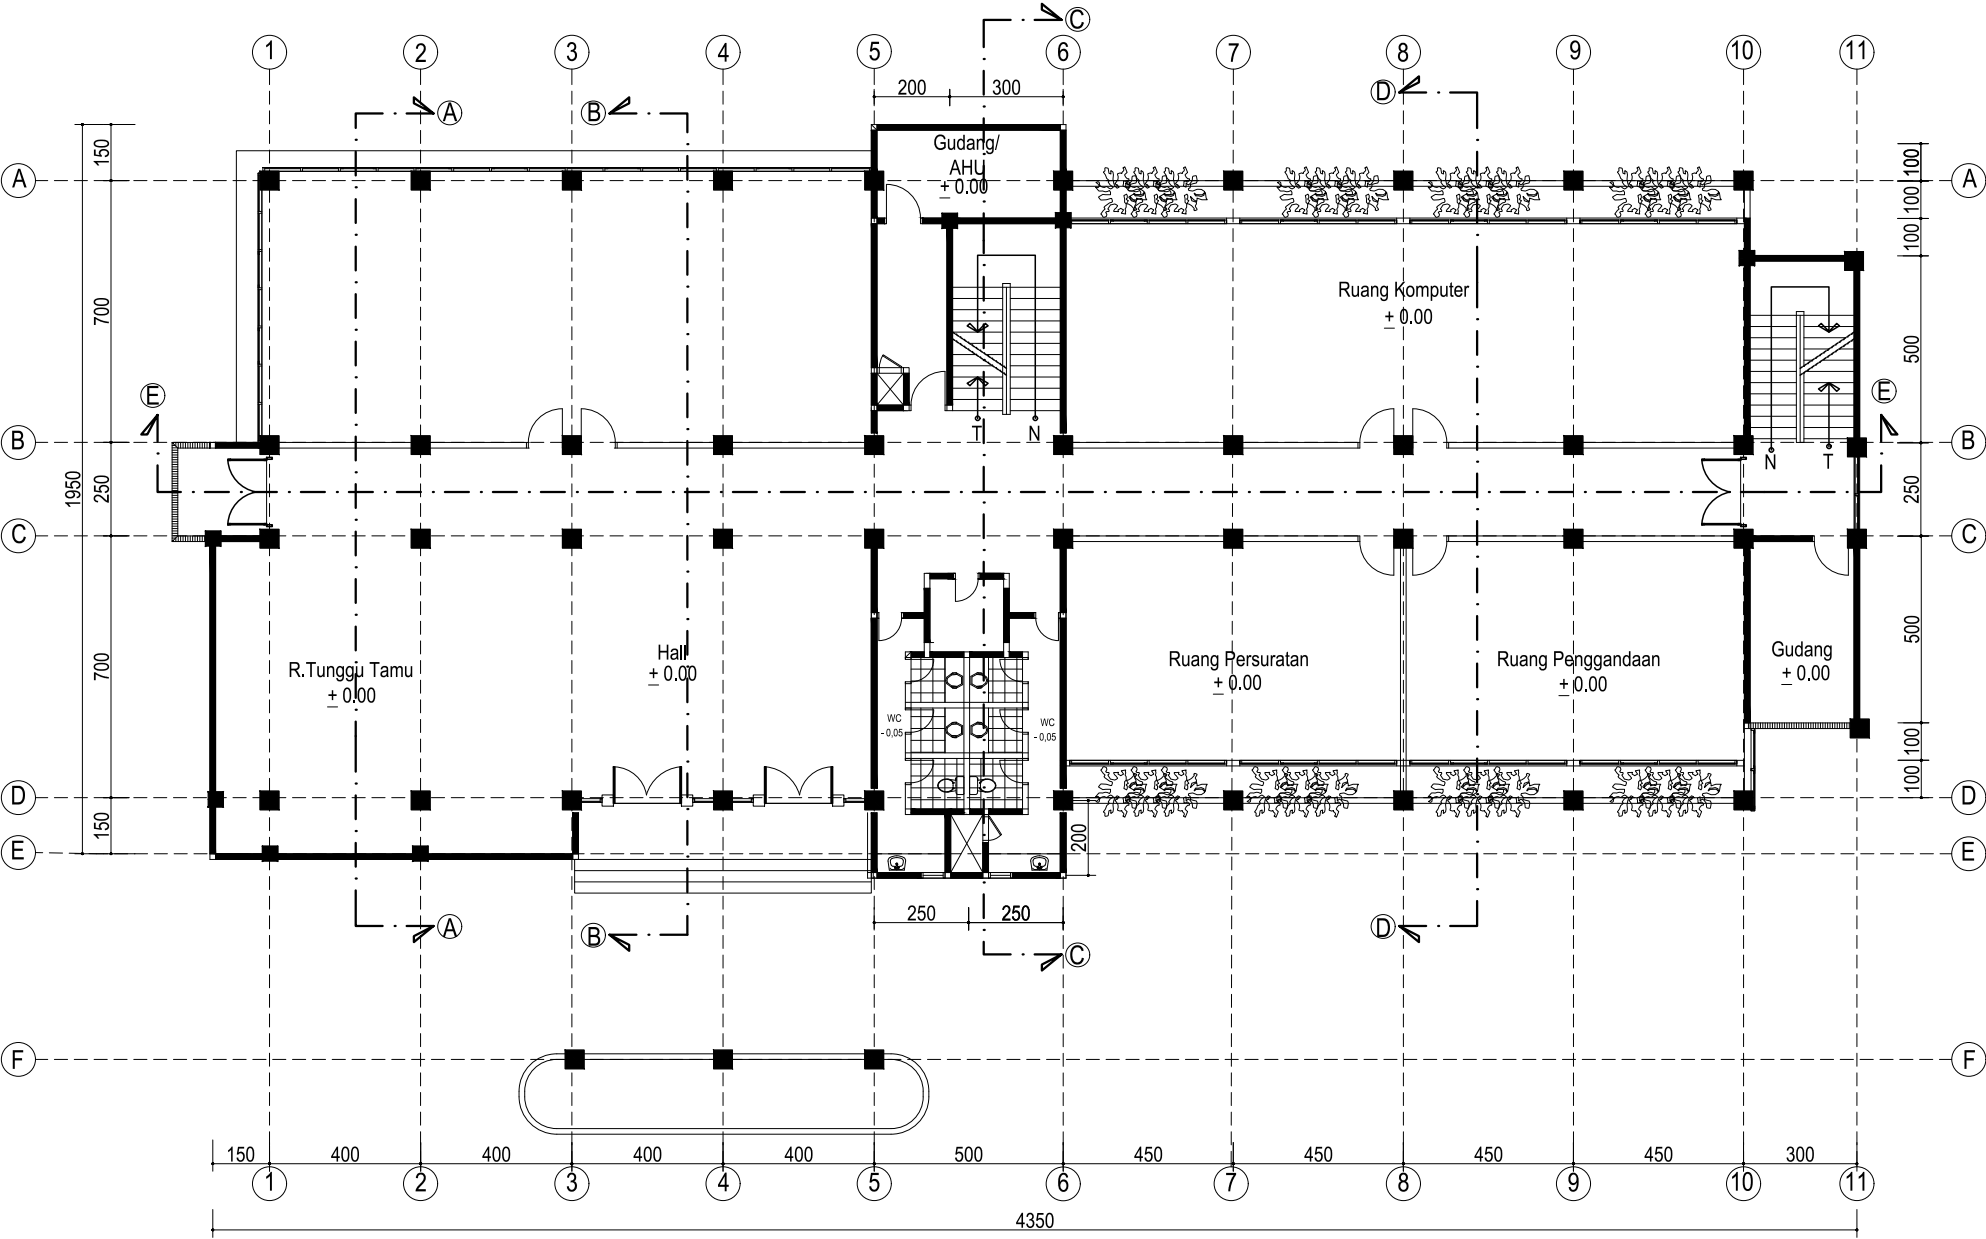 C
1 2 3 4 5 6 7 8 9 10 11
D
200 300
A B
150
Gudang/
AHU
+ 0.00
100
A A
100
100
Ruang Komputer
+ 0.00
700
500
E E
T N
B B
N T
1950
250 250
C C
Hall
+ 0.00
R.Tunggu Tamu
+ 0.00
Ruang Persuratan
+ 0.00
Ruang Penggandaan
+ 0.00
Gudang
+ 0.00
700
500
WC
- 0,05
WC
- 0,05
100
100
D D
150
200
E E
250 250
A B D
C
F F
150 400 400 400 400 500 450 450 450 450 300
1 2 3 4 5 6 7 8 9 10 11
4350